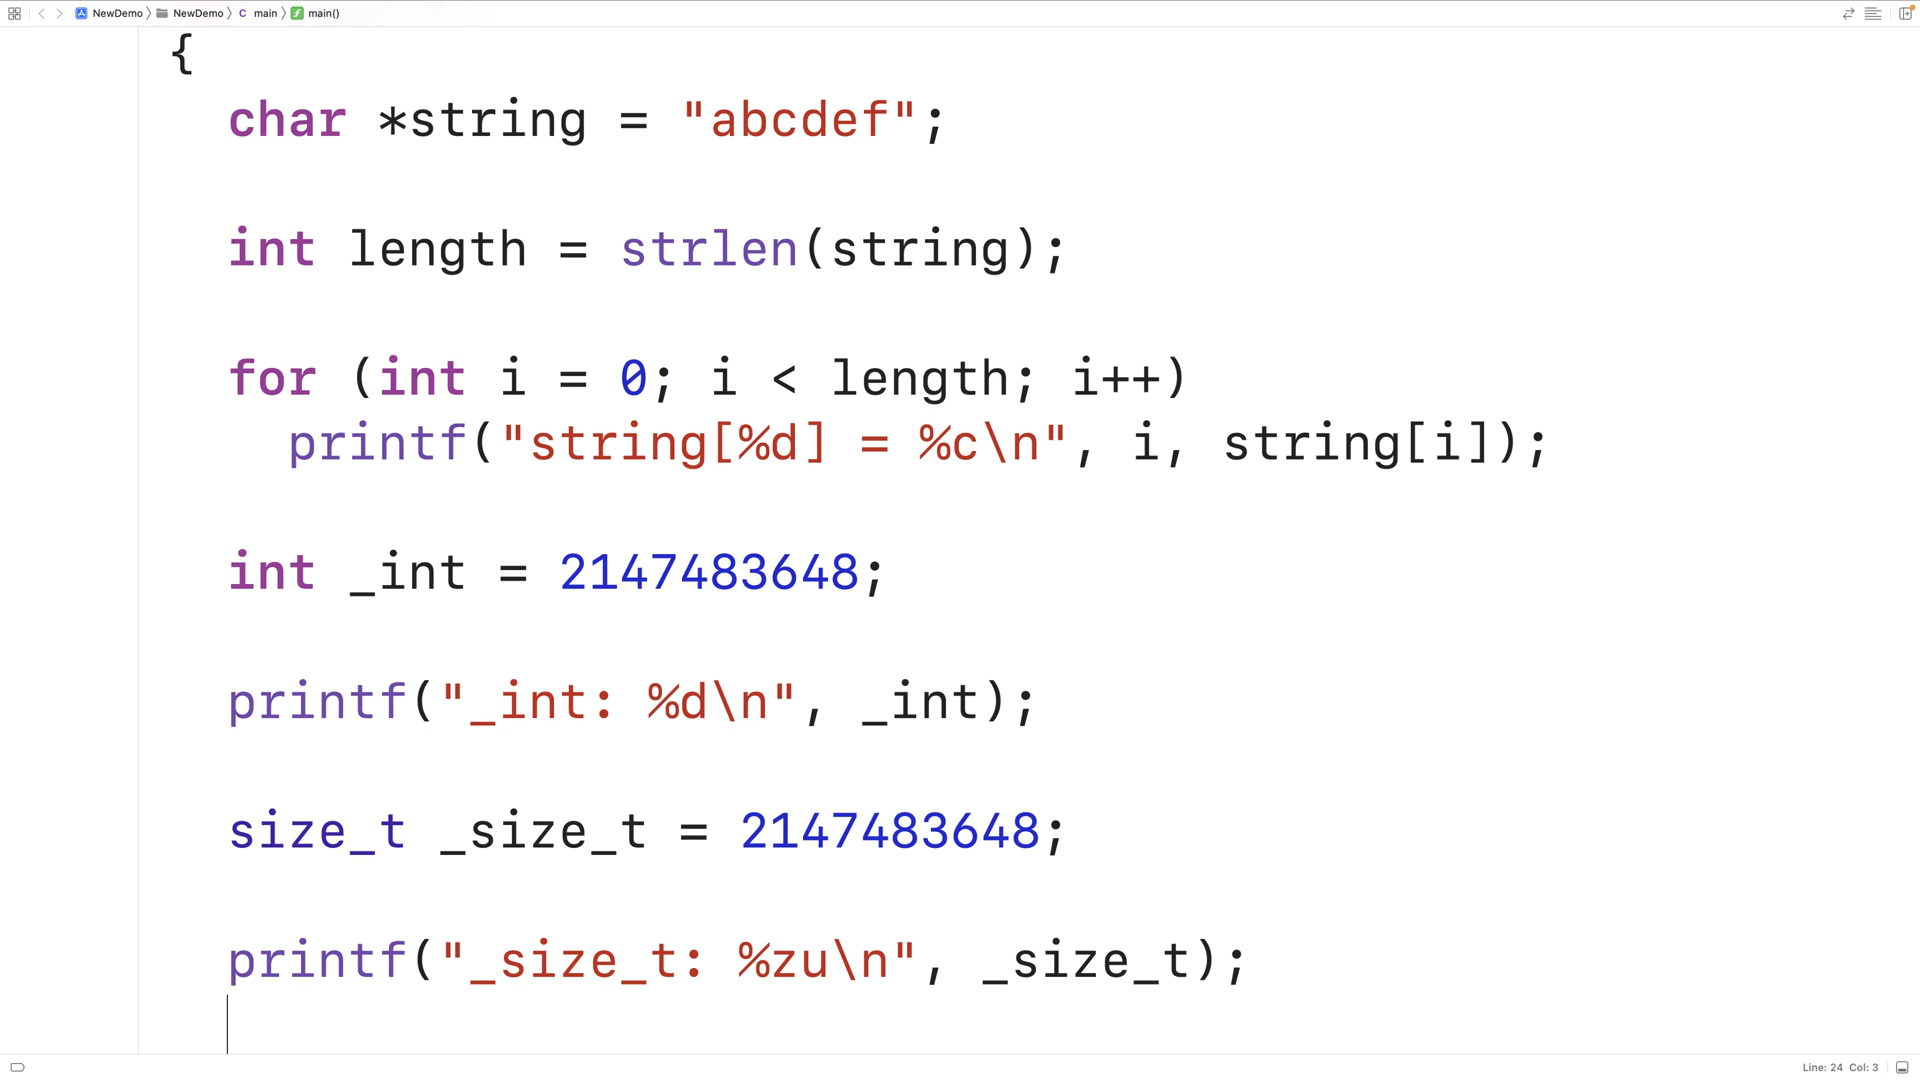 NewDemo NewDemo C main f main()
{
char *string = "abcdef";
int length = strlen(string);
for (int i = 0; i < length; i++)
printf("string[%d] = %c\n", i, string[i]);
int _int = 2147483648;
printf("_int: %d\n", _int);
size_t _size_t = 2147483648;
printf("_size_t: %zu\n", _size_t);
Line: 24 Col: 3